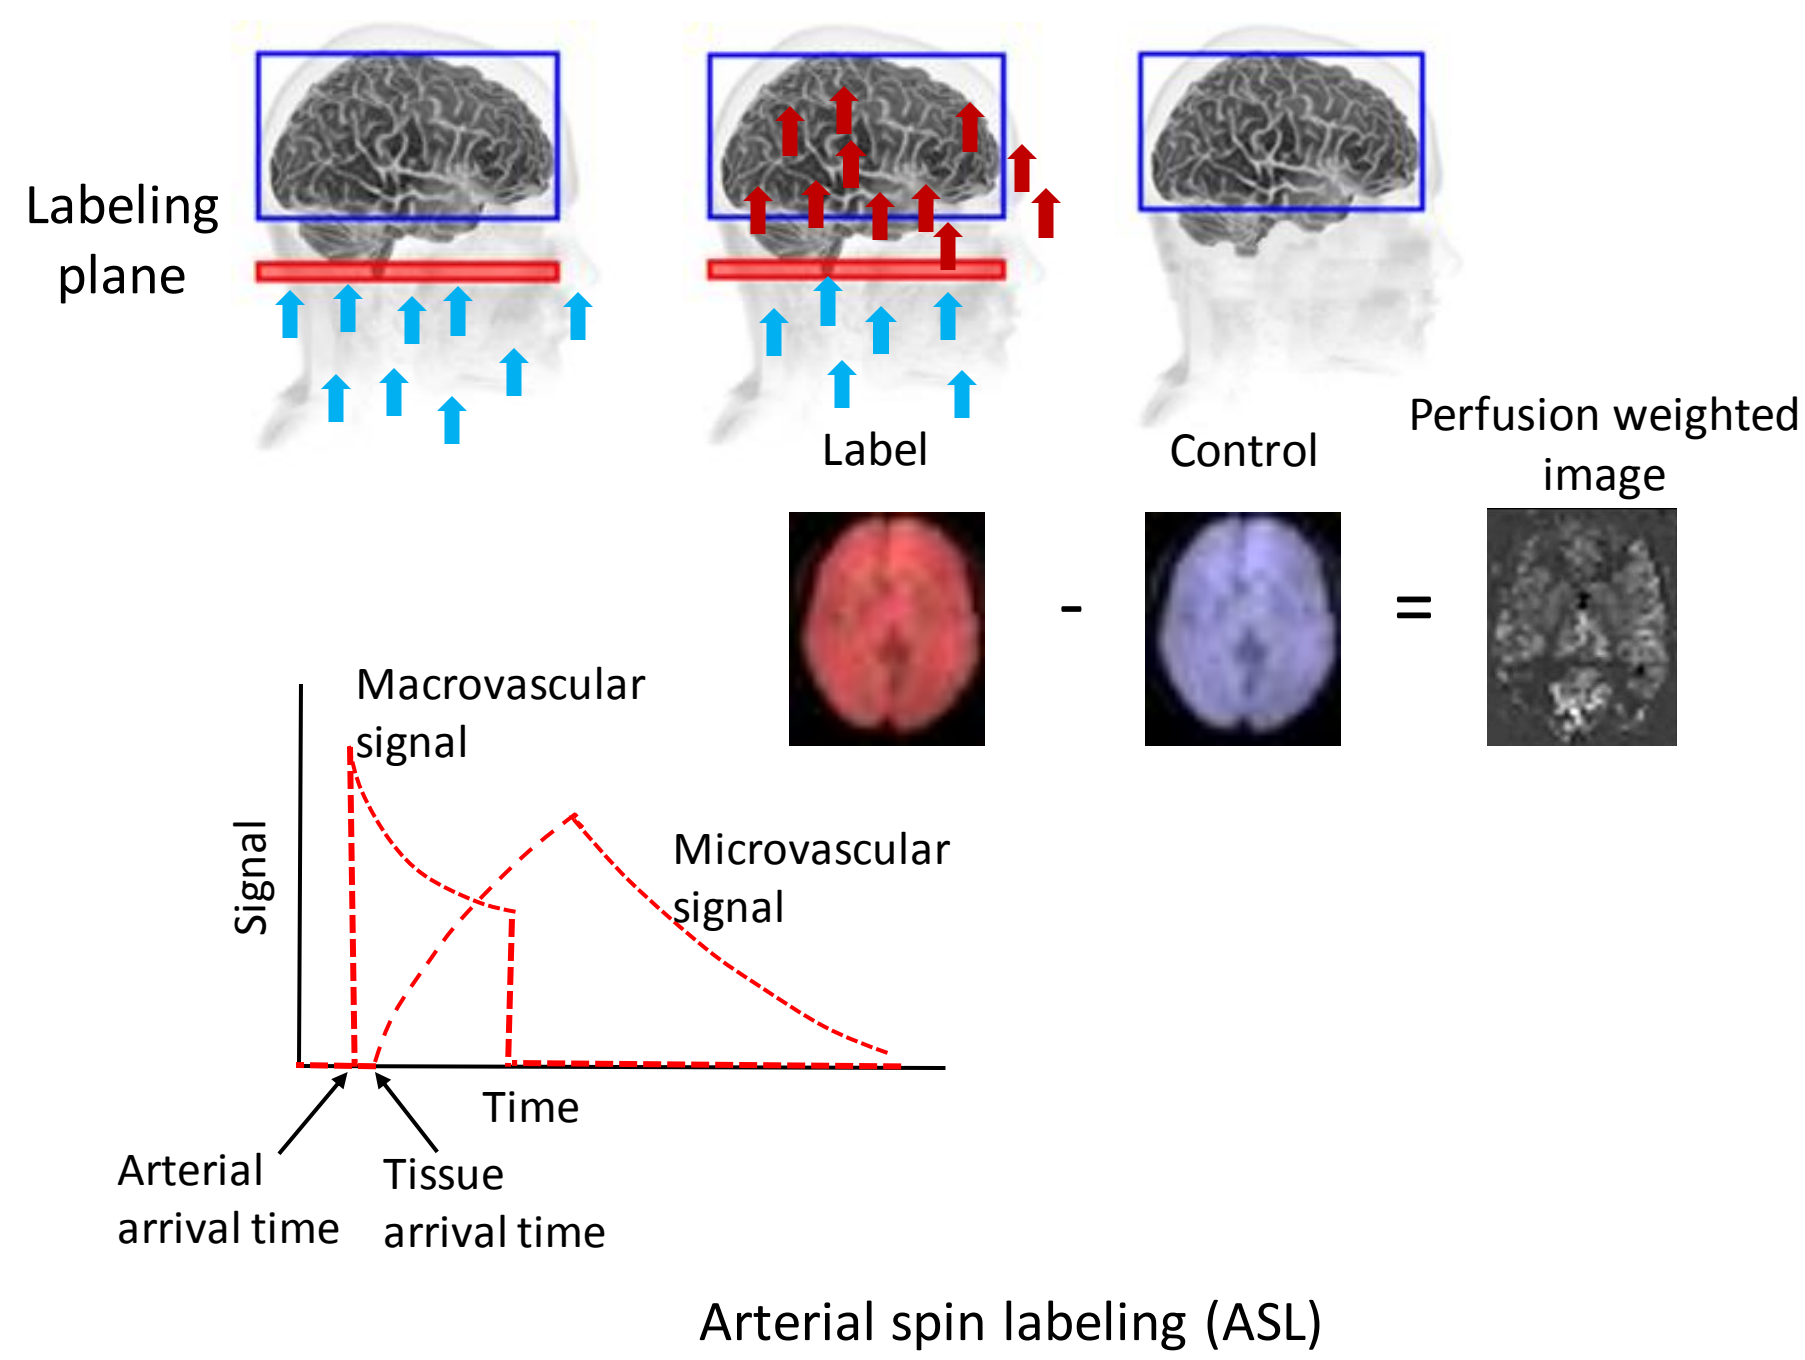 Labeling
plane
Label
Control
Perfusion weighted
image
-
=
Macrovascular
signal
Microvascular
signal
Signal
Time
Arterial
arrival time
Tissue
arrival time
Arterial spin labeling (ASL)